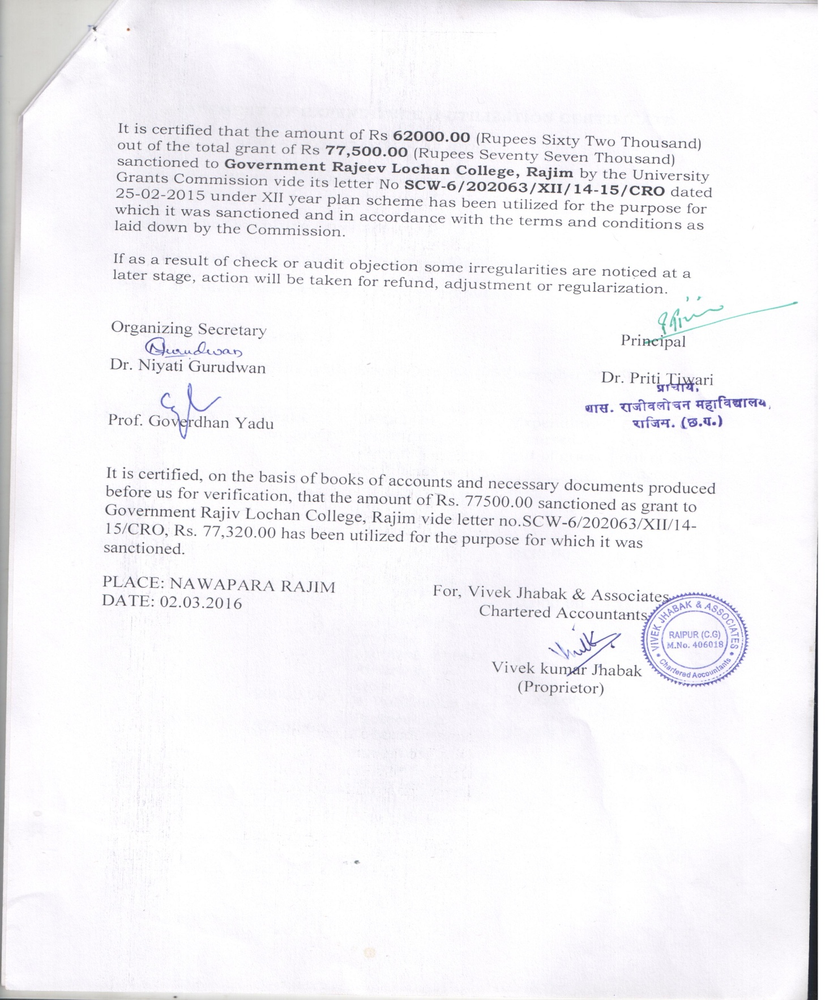 It is certified that the amount of Rs 62000.00 (Rupees Sixty Two Thousand)
out of the total grant of Rs 77,500.00 (Rupees Seventy Seven Thousand)
sanctioned to Government Rajeev Lochan College, Rajim by the University
Grants Commission vide its letter No SCW-6/202063/XII/14-15/CRO dated
25-02-2015 under XII year plan scheme has been utilized for the purpose for
which it was sanctioned and in accordance with the terms and conditions as
laid down by the Commission.
If as a result of check or audit objection some irregularities are noticed at a
later stage, action will be taken for refund, adjustment or regularization.
Organizing Secretary
Gurudwan
Dr. Niyati Gurudwan
Prof. Goverdhan Yadu
Principal
Dr. Priti Tiwari
प्राचार्य,
शास. राजीवलोचन महाविद्यालय,
राजिम. (छ.ग.)
It is certified, on the basis of books of accounts and necessary documents produced
before us for verification, that the amount of Rs. 77500.00 sanctioned as grant to
Government Rajiv Lochan College, Rajim vide letter no.SCW-6/202063/XII/14-
15/CRO, Rs. 77,320.00 has been utilized for the purpose for which it was
sanctioned.
PLACE: NAWAPARA RAJIM
DATE: 02.03.2016
For, Vivek Jhabak & Associates
Chartered Accountants
Vivek kumar Jhabak
(Proprietor)
VIVEK JHABAK & ASSOCIATES
RAIPUR (C.G)
M.No. 406018
Chartered Accountants